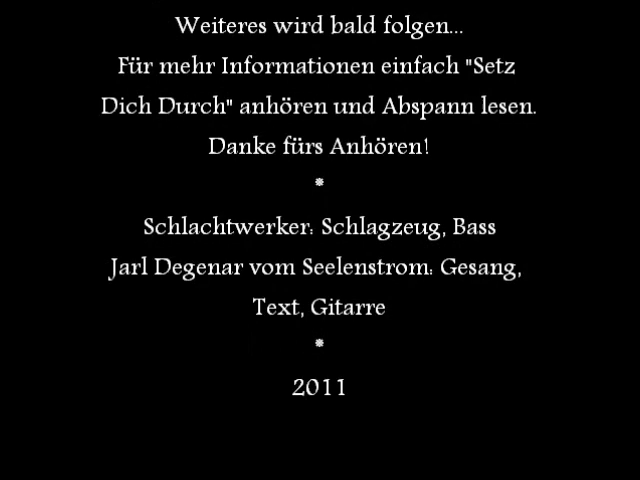 Weiteres wird bald folgen...
Für mehr Informationen einfach "Setz
Dich Durch" anhören und Abspann lesen.
Danke fürs Anhören!
*
Schlachtwerker: Schlagzeug, Bass
Jarl Degenar vom Seelenstrom: Gesang,
Text, Gitarre
*
2011